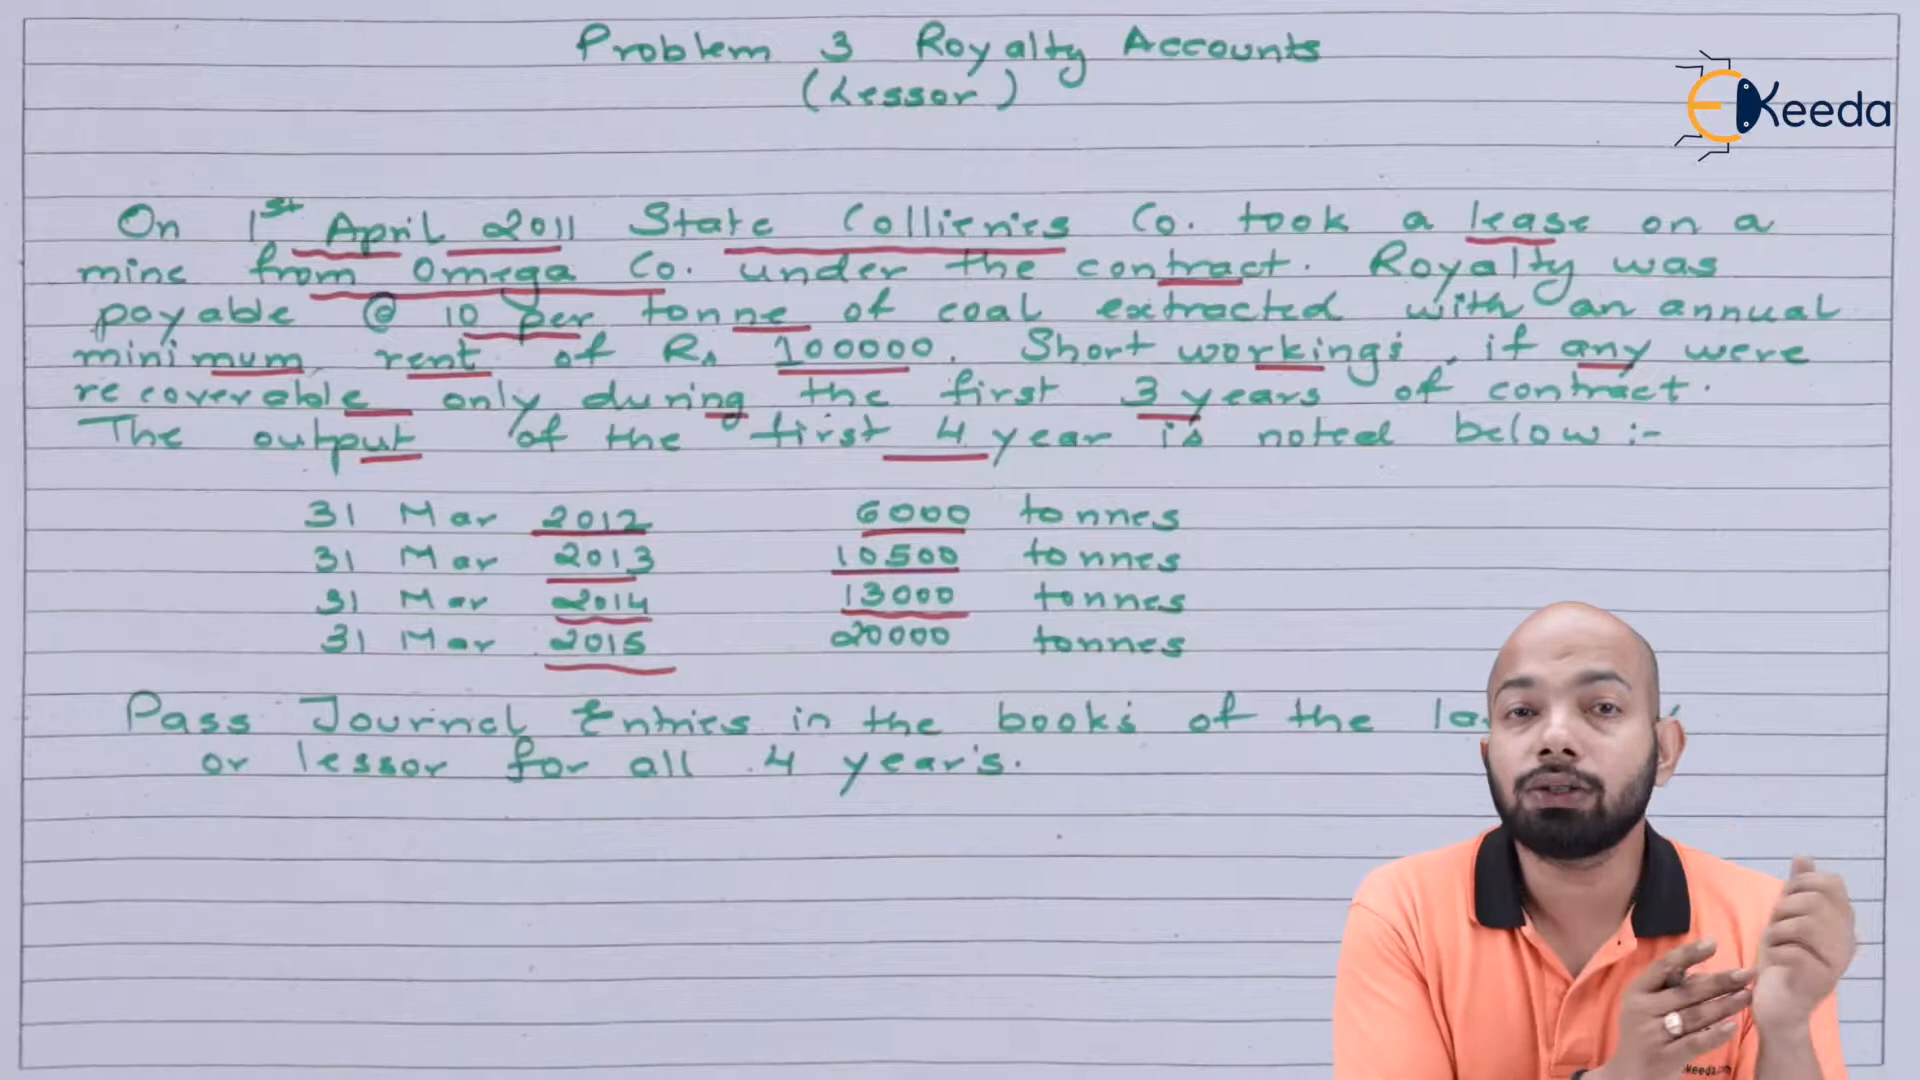 Problem 3 Royalty Accounts
(Lessor)
EKeeda
On 1st April 2011 State Collieries Co. took a lease on a
mine from Omega Co. under the contract. Royalty was
payable @ 10 per tonne of coal extracted with an annual
minimum rent of Rs 100000. Short workings, if any were
recoverable only during the first 3 years of contract.
The output of the first 4 year is noted below :-
31 Mar 2012 6000 tonnes
31 Mar 2013 10500 tonnes
31 Mar 2014 13000 tonnes
31 Mar 2015 20000 tonnes
Pass Journal Entries in the books of the
or lessor for all 4 year's.